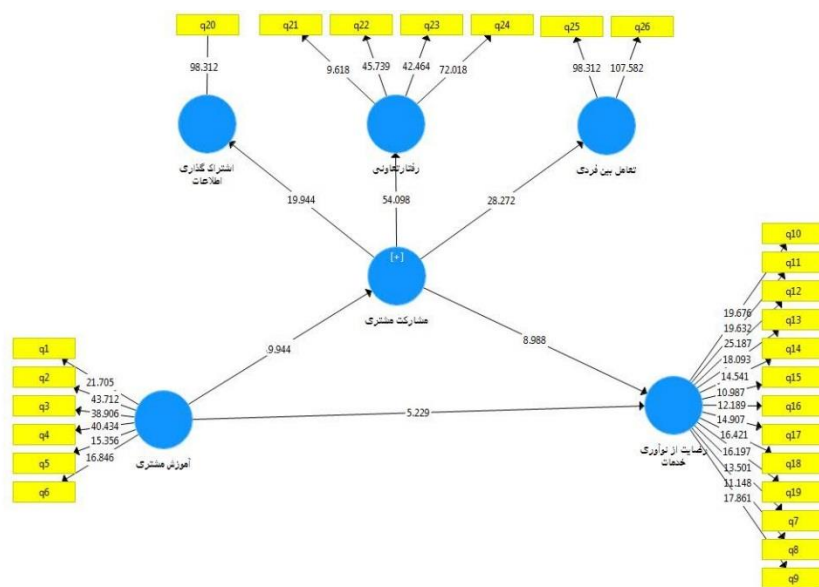 q20
q21
q22
q23
q24
q25
q26
98.312
9.618
45.739
42.464
72.018
98.312
107.582
اشتراک گذاری
اطلاعات
رفتارتعاونی
تعامل بین فردی
19.944
54.098
28.272
[+]
مشارکت مشتری
9.944
8.988
5.229
q1
q2
q3
q4
q5
q6
21.705
43.712
38.906
40.434
15.356
16.846
آموزش مشتری
q10
q11
q12
q13
q14
q15
q16
q17
q18
q19
q7
q8
q9
19.676
19.632
25.187
18.093
14.541
10.987
12.189
14.907
16.421
16.197
13.501
11.148
17.861
رضایت از نوآوری
خدمات